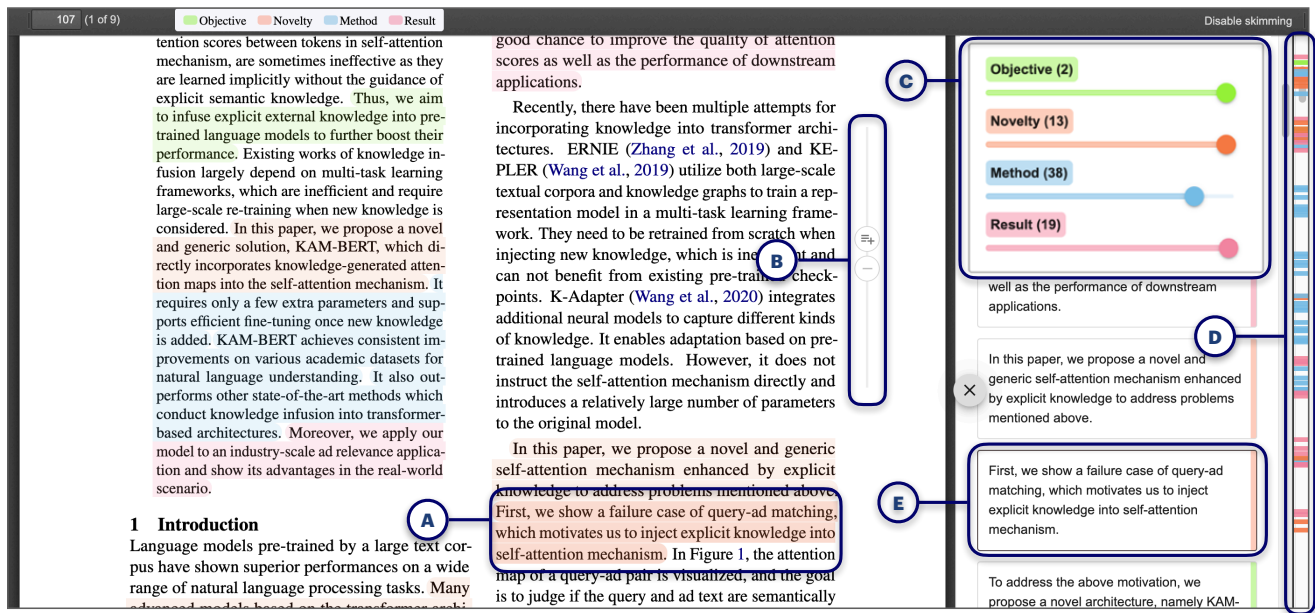 107 (1 of 9)
Objective Novelty Method Result
Disable skimming
tention scores between tokens in self-attention
mechanism, are sometimes ineffective as they
are learned implicitly without the guidance of
explicit semantic knowledge. Thus, we aim
to infuse explicit external knowledge into pre-
trained language models to further boost their
performance. Existing works of knowledge in-
fusion largely depend on multi-task learning
frameworks, which are inefficient and require
large-scale re-training when new knowledge is
considered. In this paper, we propose a novel
and generic solution, KAM-BERT, which di-
rectly incorporates knowledge-generated atten-
tion maps into the self-attention mechanism. It
requires only a few extra parameters and sup-
ports efficient fine-tuning once new knowledge
is added. KAM-BERT achieves consistent im-
provements on various academic datasets for
natural language understanding. It also out-
performs other state-of-the-art methods which
conduct knowledge infusion into transformer-
based architectures. Moreover, we apply our
model to an industry-scale ad relevance applica-
tion and show its advantages in the real-world
scenario.
1 Introduction
Language models pre-trained by a large text cor-
pus have shown superior performances on a wide
range of natural language processing tasks. Many
advanced models based on the transformer archi-
good chance to improve the quality of attention
scores as well as the performance of downstream
applications.
Recently, there have been multiple attempts for
incorporating knowledge into transformer archi-
tectures. ERNIE (Zhang et al., 2019) and KE-
PLER (Wang et al., 2019) utilize both large-scale
textual corpora and knowledge graphs to train a rep-
resentation model in a multi-task learning frame-
work. They need to be retrained from scratch when
injecting new knowledge, which is and
can not benefit from existing check-
points. K-Adapter (Wang et al., 2020) integrates
additional neural models to capture different kinds
of knowledge. It enables adaptation based on pre-
trained language models. However, it does not
instruct the self-attention mechanism directly and
introduces a relatively large number of parameters
to the original model.
In this paper, we propose a novel and generic
self-attention mechanism enhanced by explicit
knowledge to address problems mentioned above.
First, we show a failure case of query-ad matching,
which motivates us to inject explicit knowledge into
self-attention mechanism. In Figure 1, the attention
map of a query-ad pair is visualized, and the goal
is to judge if the query and ad text are semantically
A
B
C
Objective (2)
Novelty (13)
Method (38)
Result (19)
well as the performance of downstream
applications.
D
In this paper, we propose a novel and
generic self-attention mechanism enhanced
by explicit knowledge to address problems
mentioned above.
E
First, we show a failure case of query-ad
matching, which motivates us to inject
explicit knowledge into self-attention
mechanism.
To address the above motivation, we
propose a novel architecture, namely KAM-